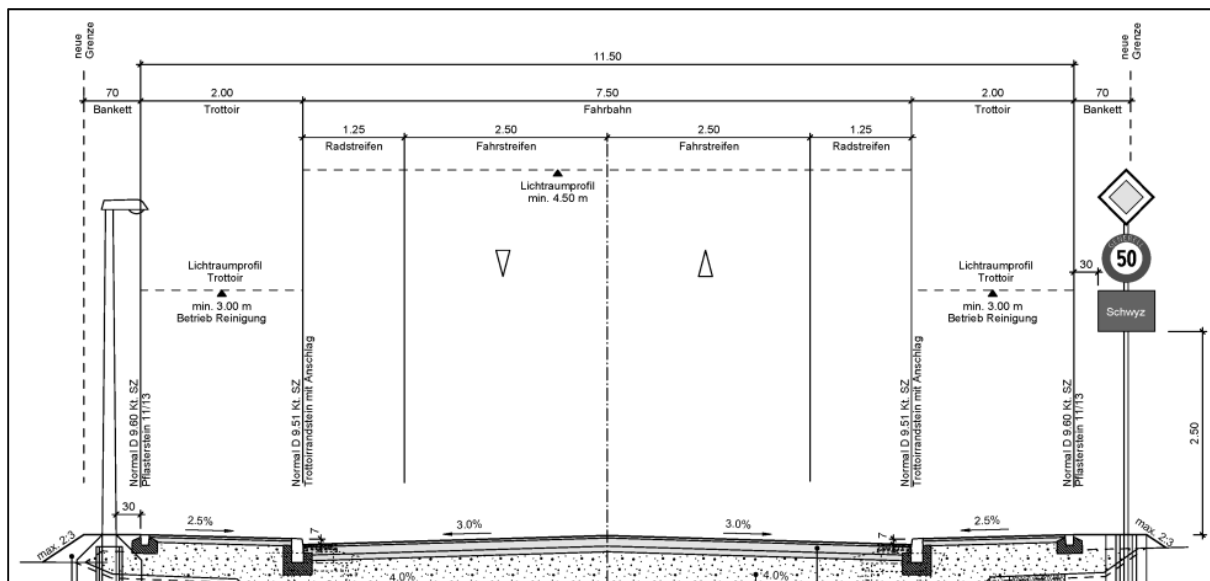 neue
Grenze
neue
Grenze
11.50
70
2.00
7.50
2.00
70
Bankett
Trottoir
Fahrbahn
Trottoir
Bankett
1.25
2.50
2.50
1.25
Radstreifen
Fahrstreifen
Fahrstreifen
Radstreifen
Lichtraumprofil
min. 4.50 m
Lichtraumprofil
Trottoir
min. 3.00 m
Betrieb Reinigung
Lichtraumprofil
Trottoir
min. 3.00 m
Betrieb Reinigung
GENERELL
50
30
Schwyz
Normal D 9.60 Kt. SZ
Pflasterstein 11/13
Normal D 9.51 Kt. SZ
Trottoirrandstein mit Anschlag
Normal D 9.51 Kt. SZ
Trottoirrandstein mit Anschlag
Normal D 9.60 Kt. SZ
Pflasterstein 11/13
2.50
30
max. 2:3
2.5%
7
3.0%
3.0%
7
2.5%
max. 2:3
4.0%
4.0%